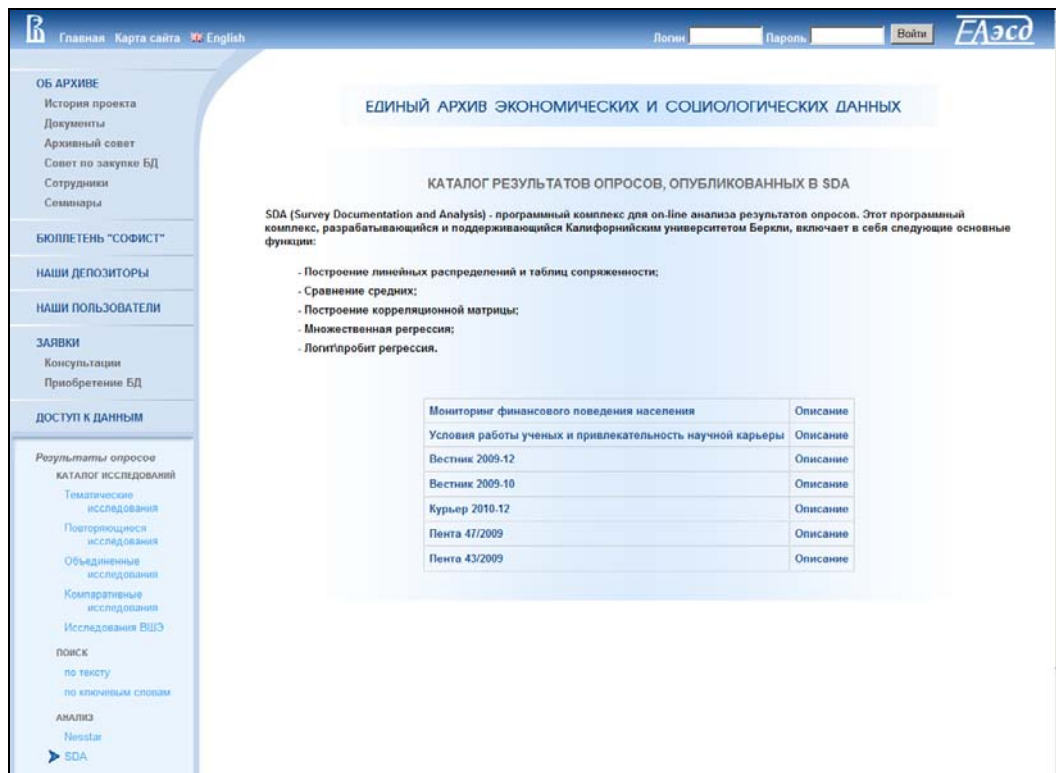 Главная Карта сайта English
Логин Пароль Войти ЕАэсд
ОБ АРХИВЕ
История проекта
Документы
Архивный совет
Совет по закупке БД
Сотрудники
Семинары
БЮЛЛЕТЕНЬ "СОФИСТ"
НАШИ ДЕПОЗИТОРЫ
НАШИ ПОЛЬЗОВАТЕЛИ
ЗАЯВКИ
Консультации
Приобретение БД
ДОСТУП К ДАННЫМ
Результаты опросов
КАТАЛОГ ИССЛЕДОВАНИЙ
Тематические
исследования
Повторяющиеся
исследования
Объединенные
исследования
Компаративные
исследования
Исследования ВШЭ
ПОИСК
по тексту
по ключевым словам
АНАЛИЗ
Nesstar
SDA
ЕДИНЫЙ АРХИВ ЭКОНОМИЧЕСКИХ И СОЦИОЛОГИЧЕСКИХ ДАННЫХ
КАТАЛОГ РЕЗУЛЬТАТОВ ОПРОСОВ, ОПУБЛИКОВАННЫХ В SDA
SDA (Survey Documentation and Analysis) - программный комплекс для on-line анализа результатов опросов. Этот программный
комплекс, разрабатывающийся и поддерживающийся Калифорнийским университетом Беркли, включает в себя следующие основные
функции:
- Построение линейных распределений и таблиц сопряженности;
- Сравнение средних;
- Построение корреляционной матрицы;
- Множественная регрессия;
- Логит\пробит регрессия.
Мониторинг финансового поведения населения Описание
Условия работы ученых и привлекательность научной карьеры Описание
Вестник 2009-12 Описание
Вестник 2009-10 Описание
Курьер 2010-12 Описание
Пента 47/2009 Описание
Пента 43/2009 Описание